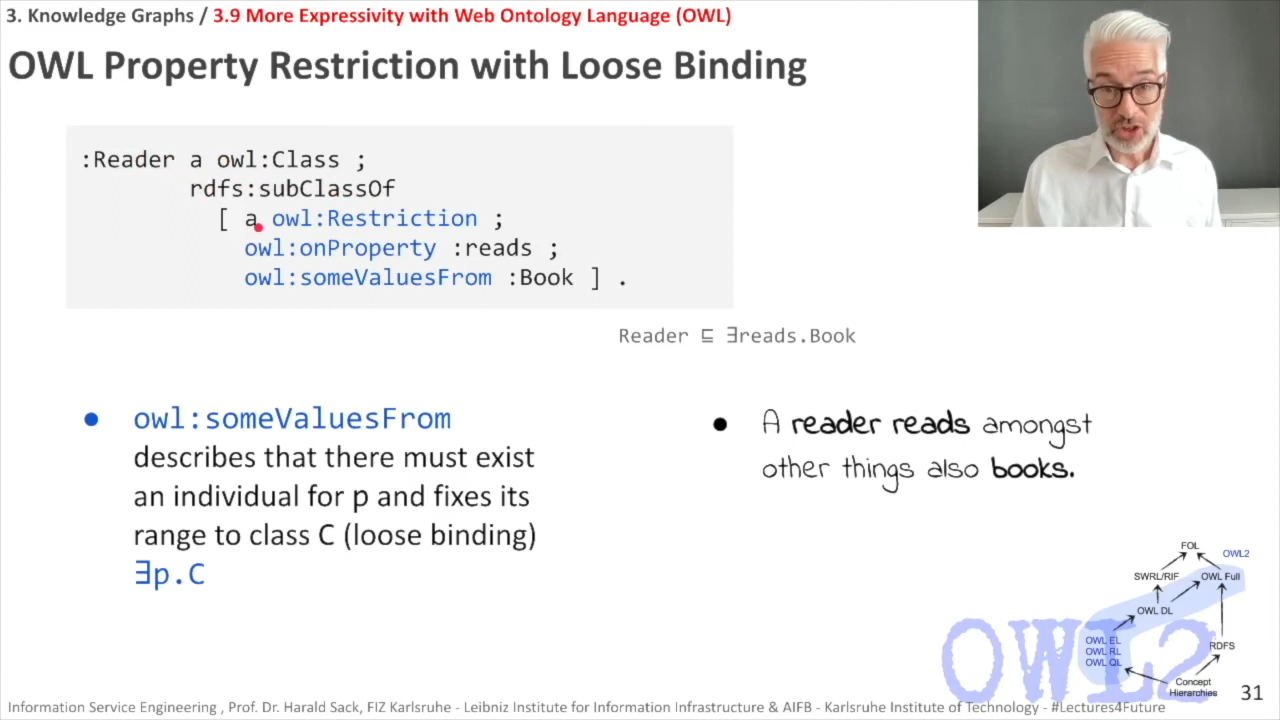 3. Knowledge Graphs / 3.9 More Expressivity with Web Ontology Language (OWL)
OWL Property Restriction with Loose Binding
:Reader a owl:Class ;
rdfs:subClassOf
[ a owl:Restriction ;
owl:onProperty :reads ;
owl:someValuesFrom :Book ] .
Reader ⊑ ∃reads.Book
● owl:someValuesFrom
describes that there must exist
an individual for p and fixes its
range to class C (loose binding)
∃p.C
● A reader reads amongst
other things also books.
FOL
OWL2
SWRL/RIF
OWL Full
OWL DL
OWL EL
OWL RL
OWL QL
RDFS
Concept
Hierarchies
OWL2
Information Service Engineering , Prof. Dr. Harald Sack, FIZ Karlsruhe - Leibniz Institute for Information Infrastructure & AIFB - Karlsruhe Institute of Technology - #Lectures4Future
31